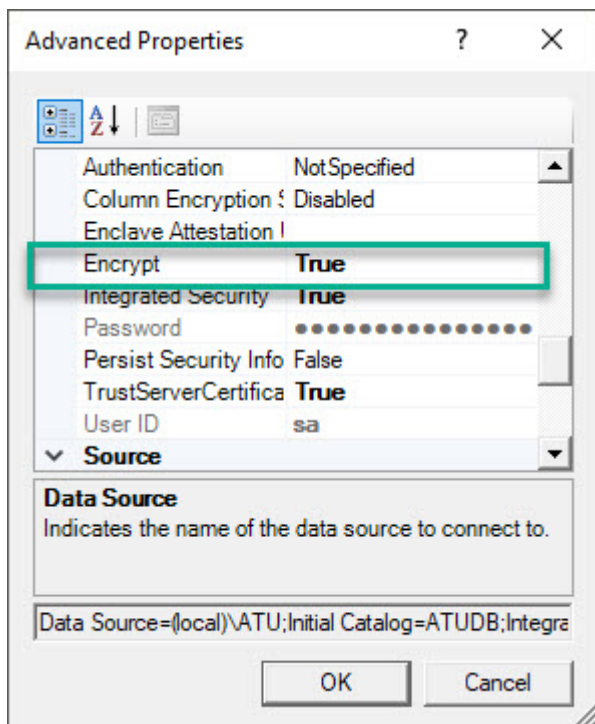 Advanced Properties ? ×
A
Z
Authentication NotSpecified
Column Encryption S Disabled
Enclave Attestation
Encrypt True
Integrated Security True
Password ●●●●●●●●●●●●●●●
Persist Security Info False
TrustServerCertifica True
User ID sa
Source
Data Source
Indicates the name of the data source to connect to.
Data Source=(local)\ATU;Initial Catalog=ATUDB;Integra
OK Cancel